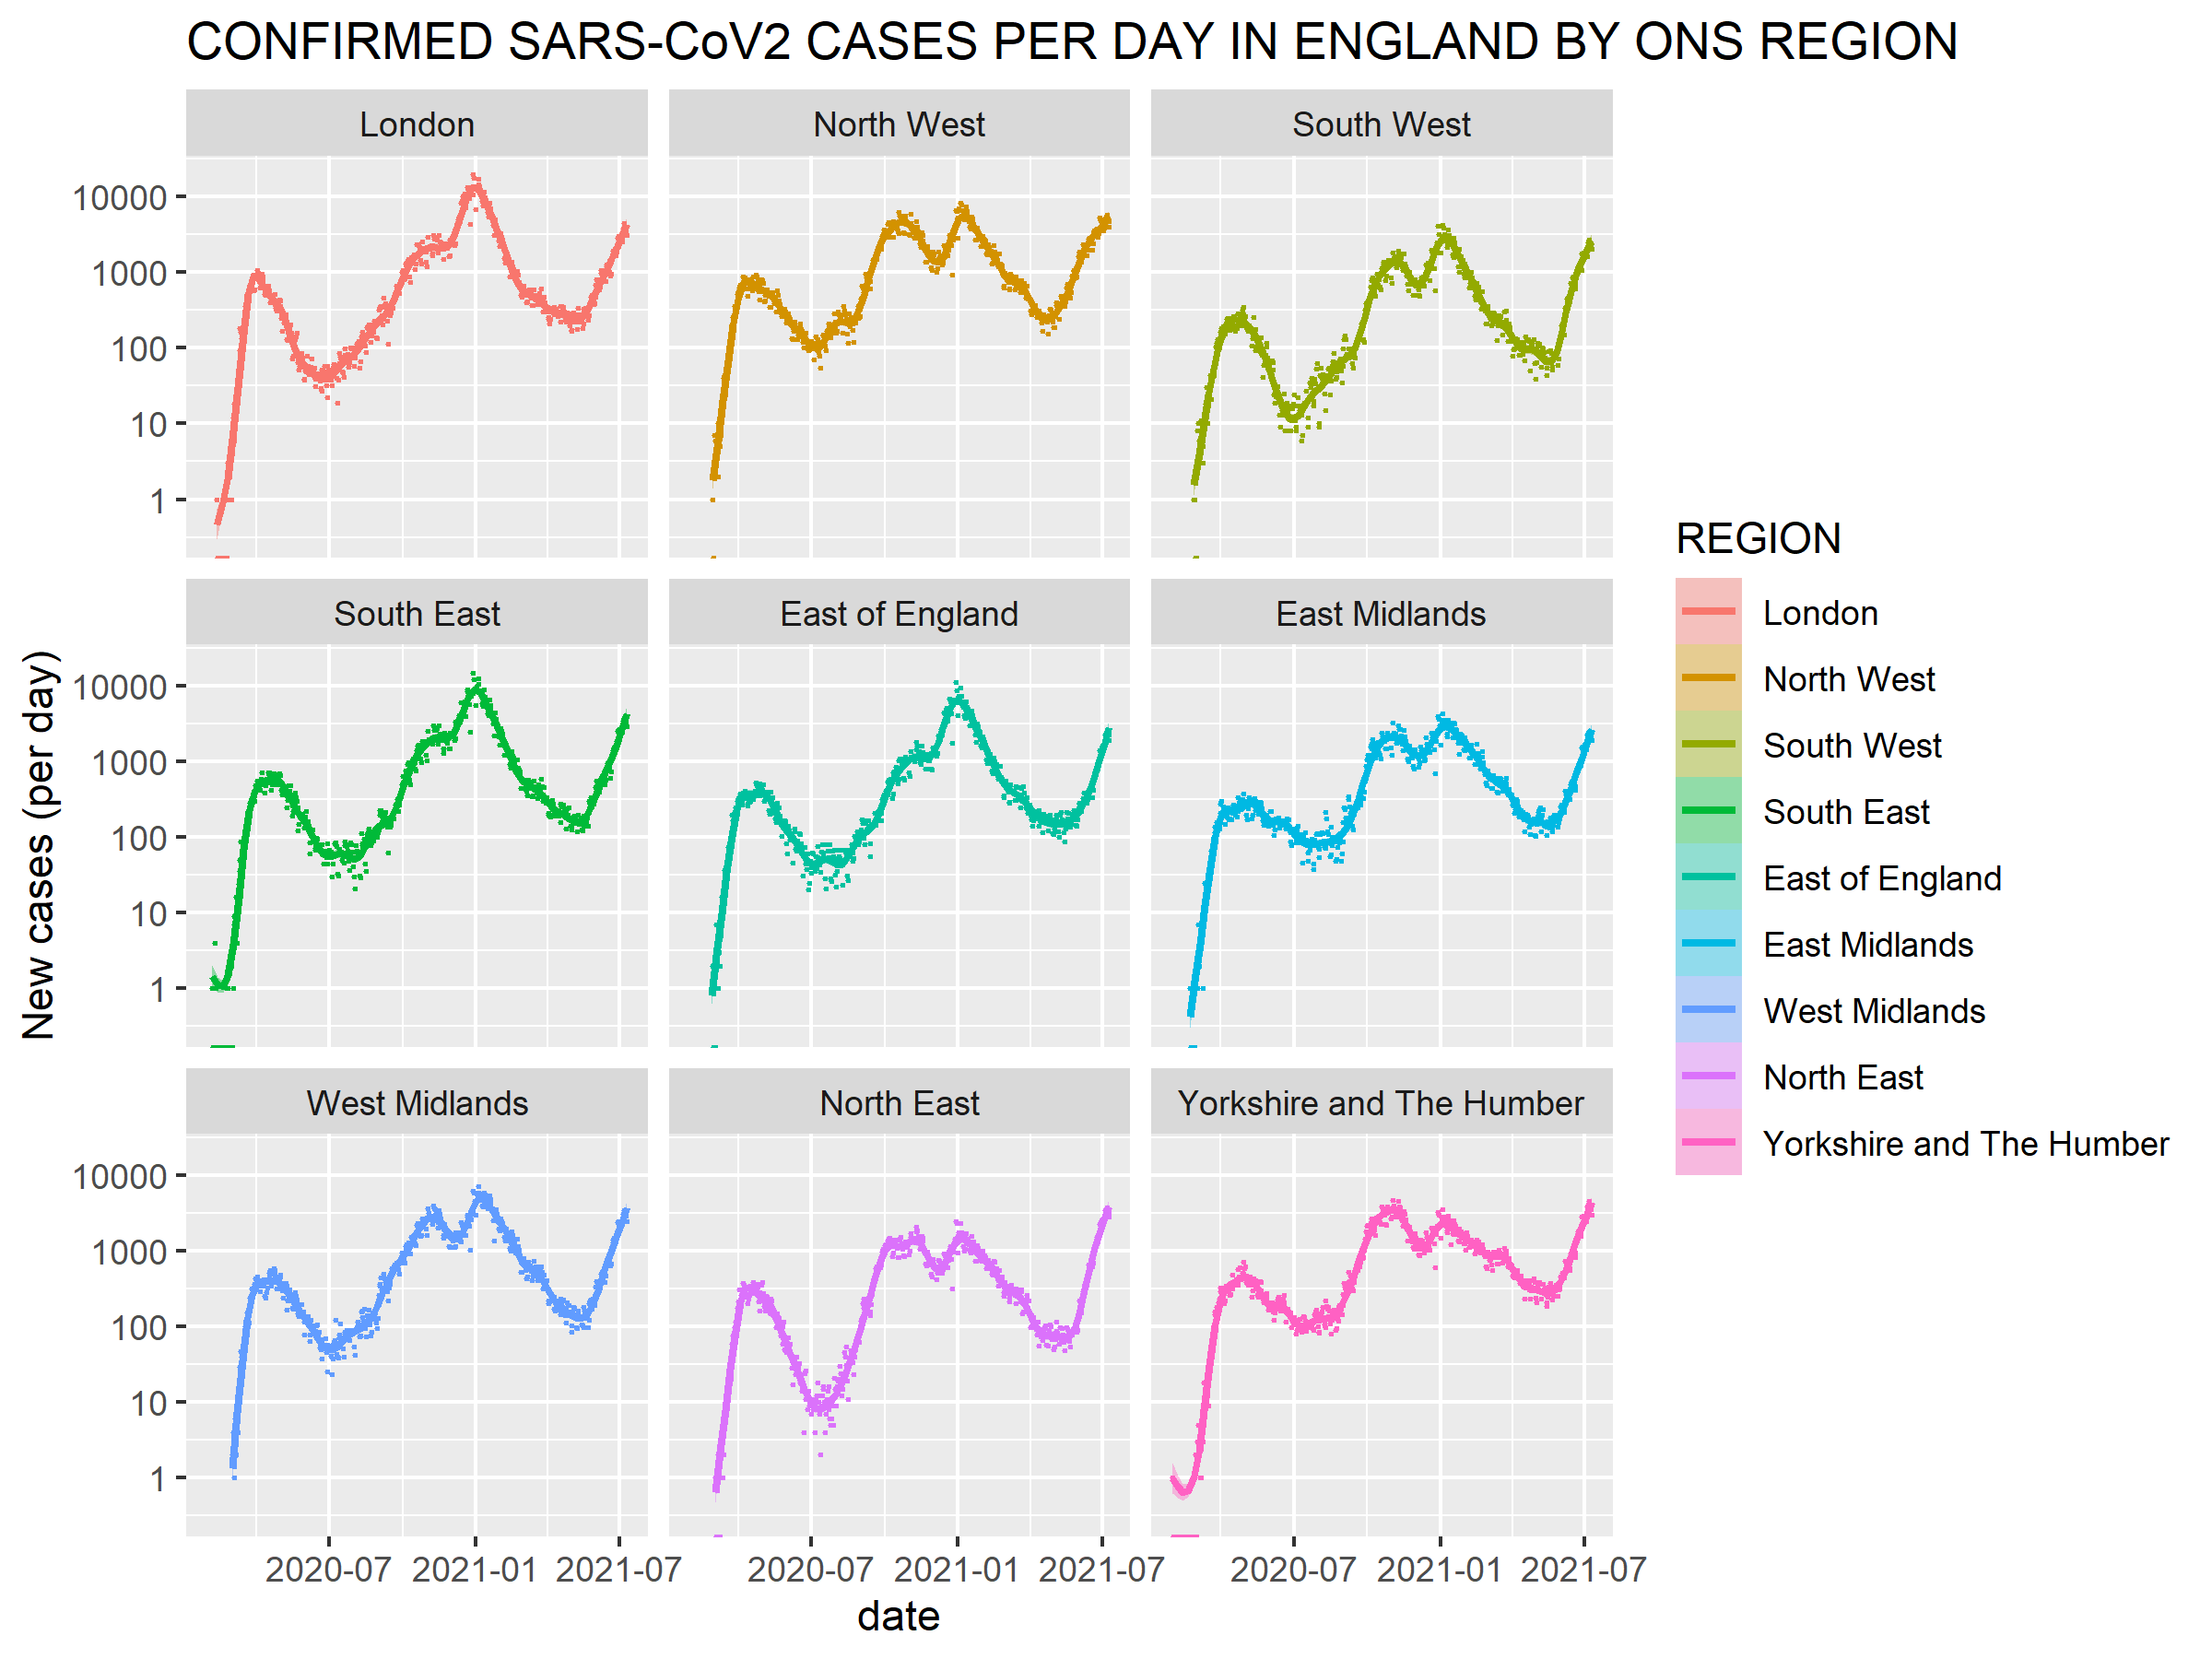 CONFIRMED SARS-CoV2 CASES PER DAY IN ENGLAND BY ONS REGION
London
North West
South West
10000
1000
100
10
1
South East
East of England
East Midlands
10000
1000
100
10
1
West Midlands
North East
Yorkshire and The Humber
10000
1000
100
10
1
2020-07
2021-01
2021-07
2020-07
2021-01
2021-07
2020-07
2021-01
2021-07
date
New cases (per day)
REGION
London
North West
South West
South East
East of England
East Midlands
West Midlands
North East
Yorkshire and The Humber